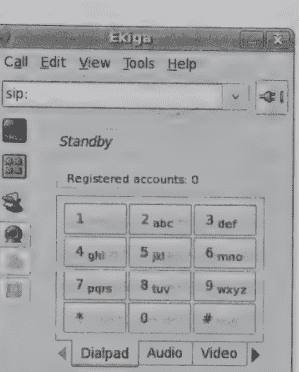 Ekiga
Call Edit View Tools Help
sip:
Standby
Registered accounts: 0
1 2 abc 3 def
4 ghi 5 jkl 6 mno
7 pqrs 8 tuv 9 wxyz
* 0 #
Dialpad Audio Video